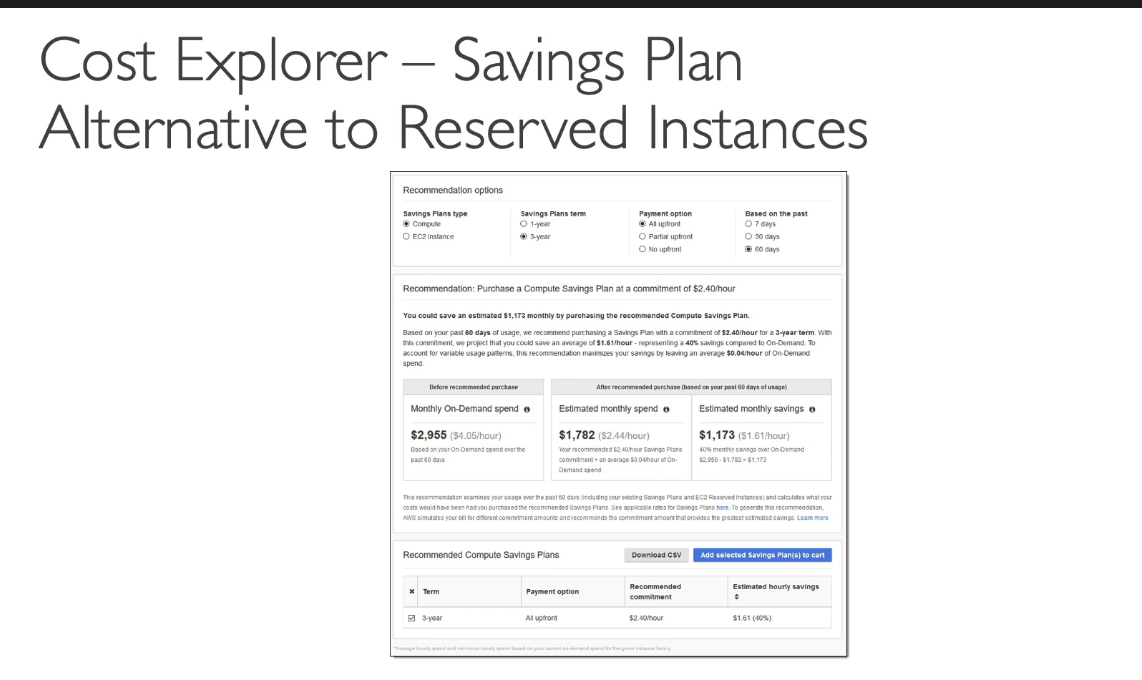 Cost Explorer – Savings Plan
Alternative to Reserved Instances
Recommendation options
Savings Plans type
Compute
EC2 Instance
Savings Plans term
1-year
3-year
Payment option
All upfront
Partial upfront
No upfront
Based on the past
7 days
30 days
60 days
Recommendation: Purchase a Compute Savings Plan at a commitment of $2.40/hour
You could save an estimated $1,173 monthly by purchasing the recommended Compute Savings Plan.
Based on your past 60 days of usage, we recommend purchasing a Savings Plan with a commitment of $2.40/hour for a 3-year term. With
this commitment, we project that you could save an average of $1.61/hour - representing a 40% savings compared to On-Demand. To
account for variable usage patterns, this recommendation maximizes your savings by leaving an average $0.04/hour of On-Demand
spend.
Before recommended purchase
Monthly On-Demand spend
$2,955 ($4.05/hour)
Based on your On-Demand spend over the
past 60 days
After recommended purchase (based on your past 60 days of usage)
Estimated monthly spend
$1,782 ($2.44/hour)
Your recommended $2.40/hour Savings Plans
commitment + an average $0.04/hour of On-
Demand spend
Estimated monthly savings
$1,173 ($1.61/hour)
40% monthly savings over On-Demand
$2,955 - $1,782 = $1,173
This recommendation examines your usage over the past 60 days (including your existing Savings Plans and EC2 Reserved Instances) and calculates what your
costs would have been had you purchased the recommended Savings Plans. See applicable rates for Savings Plans here. To generate this recommendation,
AWS simulates your bill for different commitment amounts and recommends the commitment amount that provides the greatest estimated savings. Learn more
Recommended Compute Savings Plans
Download CSV
Add selected Savings Plan(s) to cart
Term
Payment option
Recommended
commitment
Estimated hourly savings
3-year
All upfront
$2.40/hour
$1.61 (40%)
*Average hourly spend and minimum hourly spend based on your current on-demand spend for the given instance family.